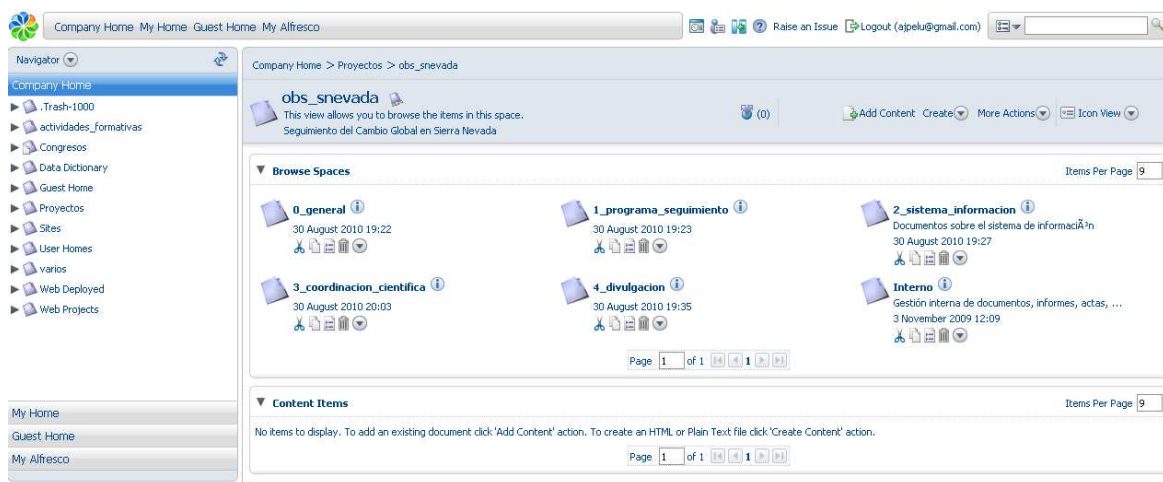 Company Home My Home Guest Home My Alfresco
Raise an Issue Logout (ajpelu@gmail.com)
Navigator
Company Home
.Trash-1000
actividades_formativas
Congresos
Data Dictionary
Guest Home
Proyectos
Sites
User Homes
varios
Web Deployed
Web Projects
My Home
Guest Home
My Alfresco
Company Home > Proyectos > obs_snevada
obs_snevada
This view allows you to browse the items in this space.
Seguimiento del Cambio Global en Sierra Nevada
(0)
Add Content Create More Actions Icon View
Browse Spaces
Items Per Page 9
0_general
30 August 2010 19:22
1_programa_seguimiento
30 August 2010 19:23
2_sistema_informacion
Documentos sobre el sistema de informaciÃ³n
30 August 2010 19:27
3_coordinacion_cientifica
30 August 2010 20:03
4_divulgacion
30 August 2010 19:35
Interno
Gestión interna de documentos, informes, actas, ...
3 November 2009 12:09
Page 1 of 1 1
Content Items
Items Per Page 9
No items to display. To add an existing document click 'Add Content' action. To create an HTML or Plain Text file click 'Create Content' action.
Page 1 of 1 1